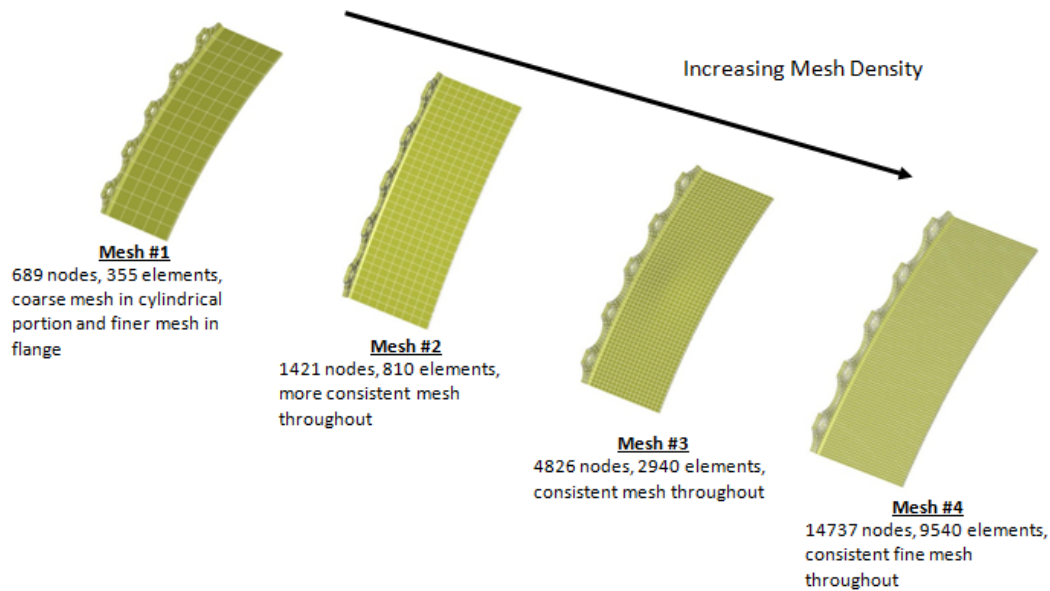 Increasing Mesh Density
Mesh #1
689 nodes, 355 elements,
coarse mesh in cylindrical
portion and finer mesh in
flange
Mesh #2
1421 nodes, 810 elements,
more consistent mesh
throughout
Mesh #3
4826 nodes, 2940 elements,
consistent mesh throughout
Mesh #4
14737 nodes, 9540 elements,
consistent fine mesh
throughout